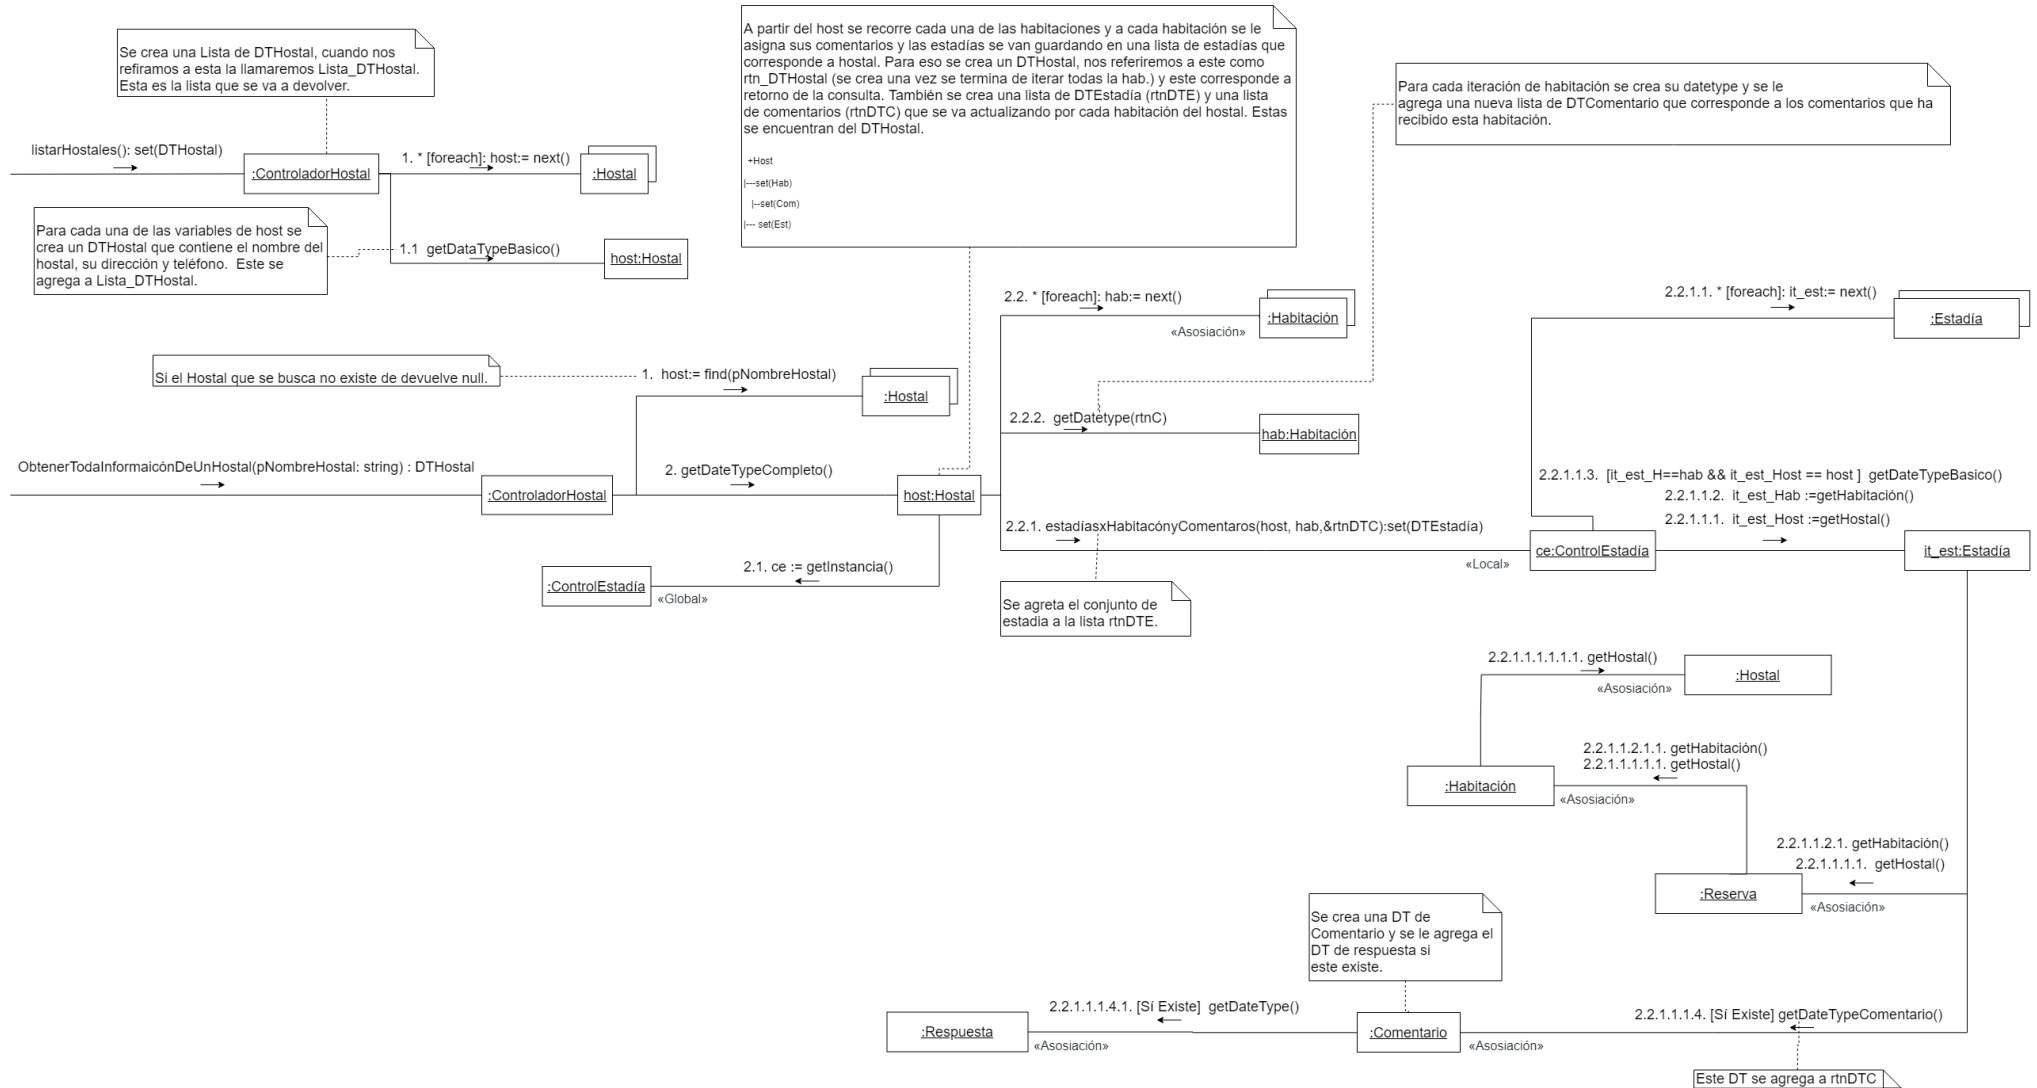 Se crea una Lista de DTHostal, cuando nos
refiramos a esta la llamaremos Lista_DTHostal.
Esta es la lista que se va a devolver.
listarHostales(): set(DTHostal)
:ControladorHostal
1. * [foreach]: host:= next()
:Hostal
Para cada una de las variables de host se
crea un DTHostal que contiene el nombre del
hostal, su dirección y teléfono.  Este se
agrega a Lista_DTHostal.
1.1  getDataTypeBasico()
host:Hostal
A partir del host se recorre cada una de las habitaciones y a cada habitación se le
asigna sus comentarios y las estadías se van guardando en una lista de estadías que
corresponde a hostal. Para eso se crea un DTHostal, nos referiremos a este como
rtn_DTHostal (se crea una vez se termina de iterar todas la hab.) y este corresponde a
retorno de la consulta. También se crea una lista de DTEstadía (rtnDTE) y una lista
de comentarios (rtnDTC) que se va actualizando por cada habitación del hostal. Estas
se encuentran del DTHostal.
+Host
|---set(Hab)
|--set(Com)
|--- set(Est)
Para cada iteración de habitación se crea su datetype y se le
agrega una nueva lista de DTComentario que corresponde a los comentarios que ha
recibido esta habitación.
2.2. * [foreach]: hab:= next()
:Habitación
«Asosiación»
2.2.1.1. * [foreach]: it_est:= next()
:Estadía
Si el Hostal que se busca no existe de devuelve null.
1.  host:= find(pNombreHostal)
:Hostal
2.2.2.  getDatetype(rtnC)
hab:Habitación
ObtenerTodaInformaicónDeUnHostal(pNombreHostal: string) : DTHostal
:ControladorHostal
2. getDateTypeCompleto()
host:Hostal
2.2.1.1.3.  [it_est_H==hab && it_est_Host == host ]  getDateTypeBasico()
2.2.1.1.2.  it_est_Hab :=getHabitación()
2.2.1.1.1.  it_est_Host :=getHostal()
2.2.1. estadíasxHabitacónyComentaros(host, hab,&rtnDTC):set(DTEstadía)
ce:ControlEstadía
«Local»
it_est:Estadía
2.1. ce := getInstancia()
:ControlEstadía
«Global»
Se agreta el conjunto de
estadia a la lista rtnDTE.
2.2.1.1.1.1.1.1. getHostal()
:Hostal
«Asosiación»
2.2.1.1.2.1.1. getHabitación()
2.2.1.1.1.1.1. getHostal()
:Habitación
«Asosiación»
2.2.1.1.2.1. getHabitación()
2.2.1.1.1.1.  getHostal()
:Reserva
«Asosiación»
Se crea una DT de
Comentario y se le agrega el
DT de respuesta si
este existe.
2.2.1.1.1.4.1. [Sí Existe]  getDateType()
:Respuesta
«Asosiación»
:Comentario
2.2.1.1.1.4. [Sí Existe] getDateTypeComentario()
«Asosiación»
Este DT se agrega a rtnDTC